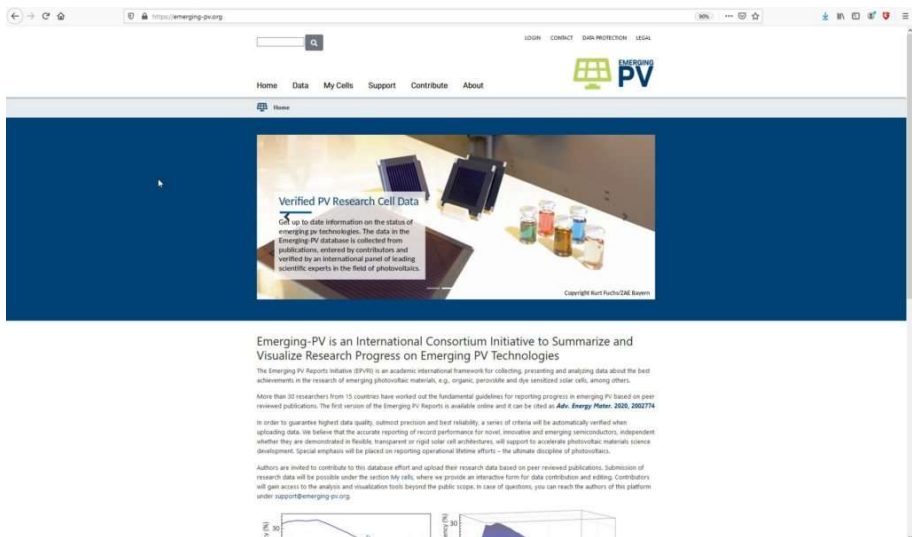 https://emerging-pv.org
90%
LOGIN CONTACT DATA PROTECTION LEGAL
EMERGING
PV
Home Data My Cells Support Contribute About
Home
Verified PV Research Cell Data
Get up to date information on the status of
emerging pv technologies. The data in the
Emerging-PV database is collected from
publications, entered by contributors and
verified by an international panel of leading
scientific experts in the field of photovoltaics.
Copyright Kurt Fuchs/ZAE Bayern
Emerging-PV is an International Consortium Initiative to Summarize and
Visualize Research Progress on Emerging PV Technologies
The Emerging PV Reports Initiative (EPVRI) is an academic international framework for collecting, presenting and analyzing data about the best
achievements in the research of emerging photovoltaic materials, e.g., organic, perovskite and dye sensitized solar cells, among others.
More than 30 researchers from 15 countries have worked out the fundamental guidelines for reporting progress in emerging PV based on peer
reviewed publications. The first version of the Emerging PV Reports is available online and it can be cited as Adv. Energy Mater. 2020, 2002774
In order to guarantee highest data quality, outmost precision and best reliability, a series of criteria will be automatically verified when
uploading data. We believe that the accurate reporting of record performance for novel, innovative and emerging semiconductors, independent
whether they are demonstrated in flexible, transparent or rigid solar cell architectures, will support to accelerate photovoltaic materials science
development. Special emphasis will be placed on reporting operational lifetime efforts – the ultimate discipline of photovoltaics.
Authors are invited to contribute to this database effort and upload their research data based on peer reviewed publications. Submission of
research data will be possible under the section My cells, where we provide an interactive form for data contribution and editing. Contributors
will gain access to the analysis and visualization tools beyond the public scope. In case of questions, you can reach the authors of this platform
under support@emerging-pv.org.
(%)
30
(%)
30